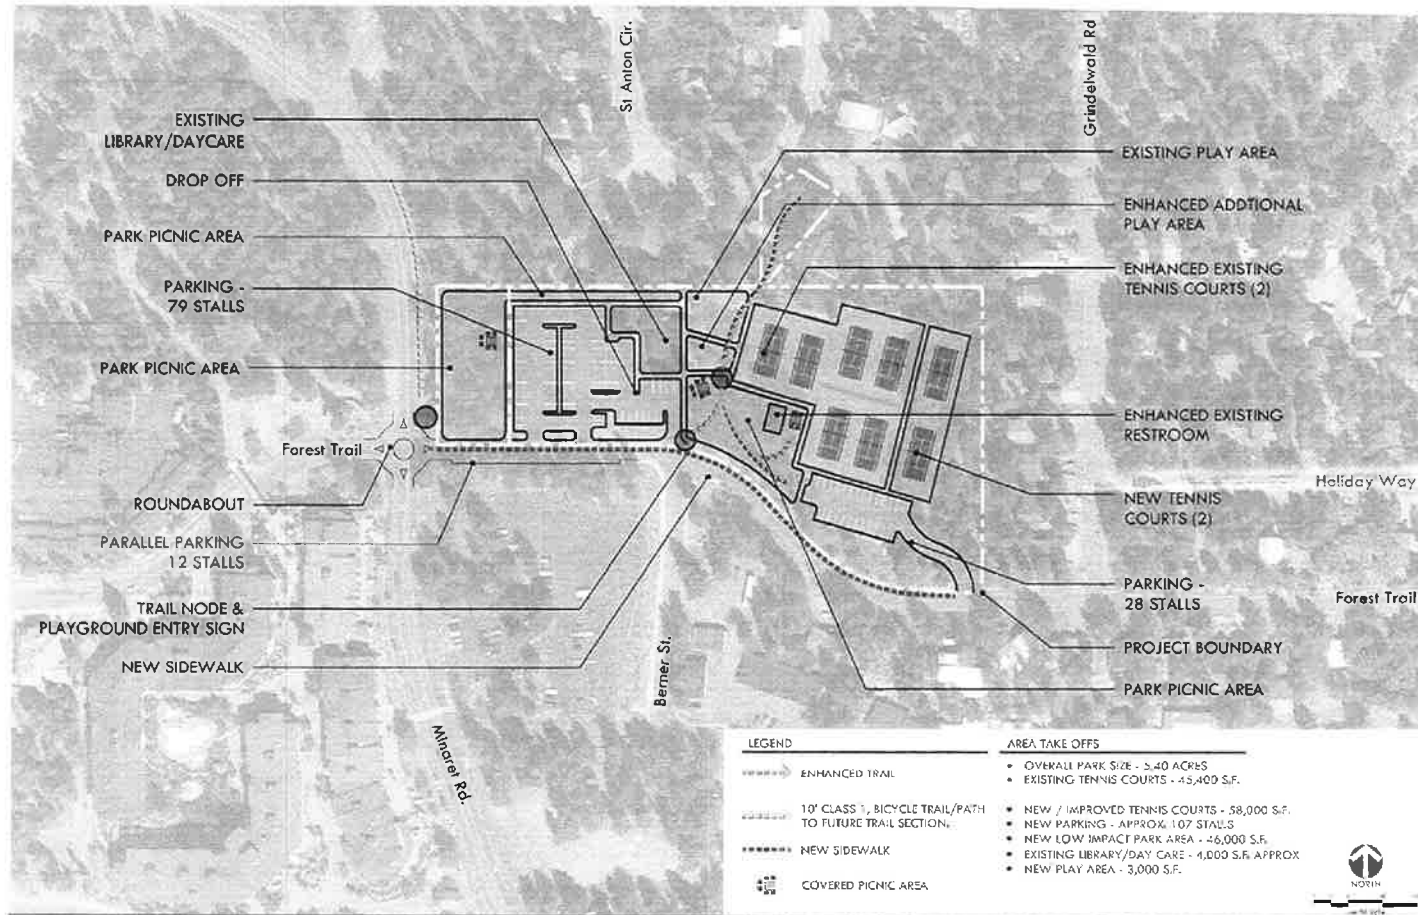 St Anton Cir.
Grindelwald Rd
EXISTING
LIBRARY/DAYCARE
DROP OFF
PARK PICNIC AREA
PARKING -
79 STALLS
PARK PICNIC AREA
Forest Trail
ROUNDABOUT
PARALLEL PARKING
12 STALLS
TRAIL NODE &
PLAYGROUND ENTRY SIGN
NEW SIDEWALK
Minaret Rd.
Berner St.
EXISTING PLAY AREA
ENHANCED ADDTIONAL
PLAY AREA
ENHANCED EXISTING
TENNIS COURTS (2)
ENHANCED EXISTING
RESTROOM
Holiday Way
NEW TENNIS
COURTS (2)
PARKING -
28 STALLS
Forest Trail
PROJECT BOUNDARY
PARK PICNIC AREA
LEGEND
ENHANCED TRAIL
10' CLASS 1, BICYCLE TRAIL/PATH
TO FUTURE TRAIL SECTION.
NEW SIDEWALK
COVERED PICNIC AREA
AREA TAKE OFFS
• OVERALL PARK SIZE - 5.40 ACRES
• EXISTING TENNIS COURTS - 45,400 S.F.
• NEW / IMPROVED TENNIS COURTS - 58,000 S.F.
• NEW PARKING - APPROX. 107 STALLS
• NEW LOW IMPACT PARK AREA - 46,000 S.F.
• EXISTING LIBRARY/DAY CARE - 4,000 S.F. APPROX
• NEW PLAY AREA - 3,000 S.F.
NORTH